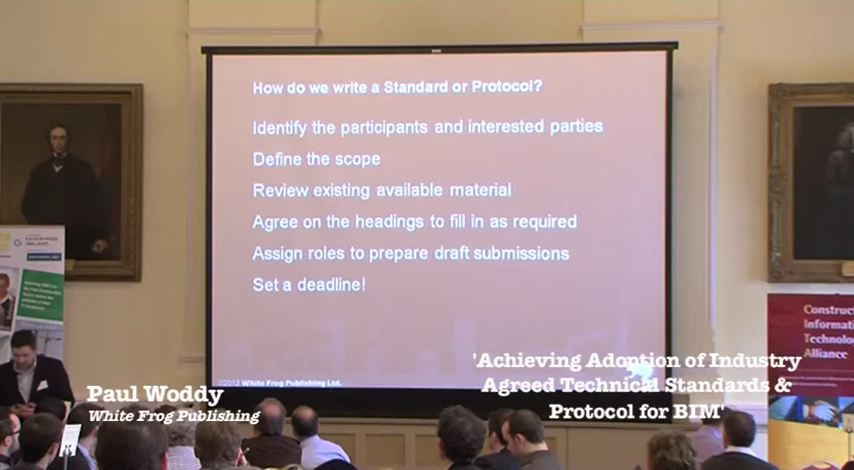 How do we write a Standard or Protocol?
Identify the participants and interested parties
Define the scope
Review existing available material
Agree on the headings to fill in as required
Assign roles to prepare draft submissions
Set a deadline!
©2012 White Frog Publishing Ltd.
ENTERPRISE
IRELAND
Construct
Informati
Technolo
Alliance
'Achieving Adoption of Industry
Agreed Technical Standards &
Protocol for BIM'
Paul Woddy
White Frog Publishing